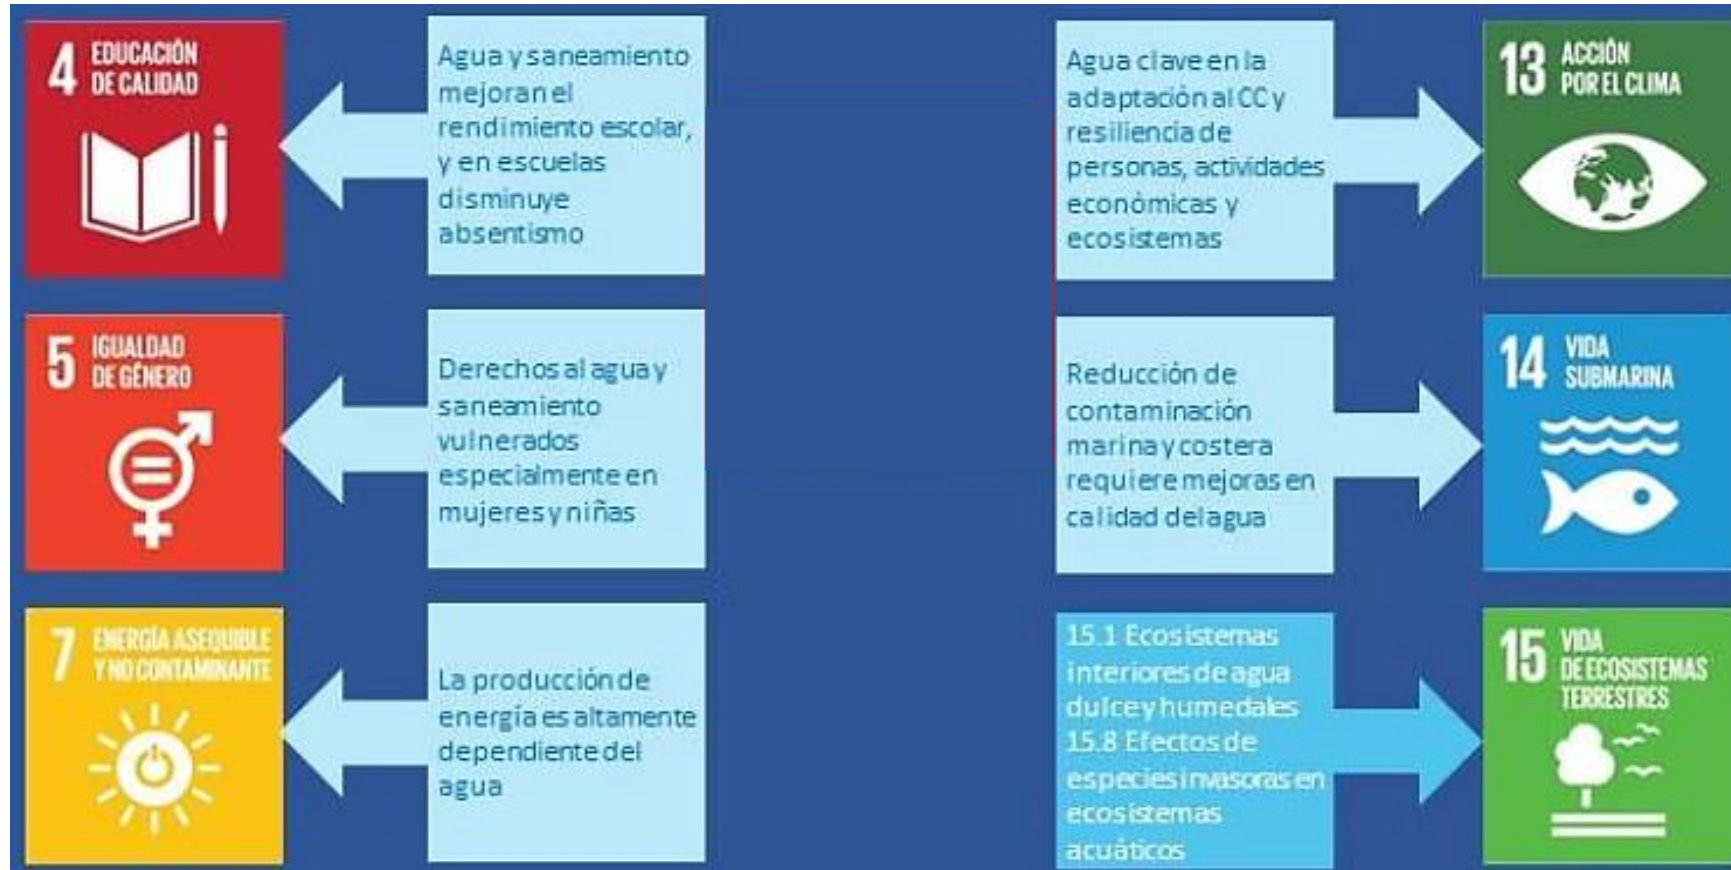 4 EDUCACIÓN
DE CALIDAD
Agua y saneamiento
mejoran el
rendimiento escolar,
y en escuelas
disminuye
absentismo
Agua clave en la
adaptación al CC y
resiliencia de
personas, actividades
económicas y
ecosistemas
13 ACCIÓN
POR EL CLIMA
5 IGUALDAD
DE GÉNERO
Derechos al agua y
saneamiento
vulnerados
especialmente en
mujeres y niñas
Reducción de
contaminación
marina y costera
requiere mejoras en
calidad del agua
14 VIDA
SUBMARINA
7 ENERGÍA ASEQUIBLE
Y NO CONTAMINANTE
La producción de
energía es altamente
dependiente del
agua
15.1 Ecosistemas
interiores de agua
dulce y humedales
15.8 Efectos de
especies invasoras en
ecosistemas
acuáticos
15 VIDA
DE ECOSISTEMAS
TERRESTRES